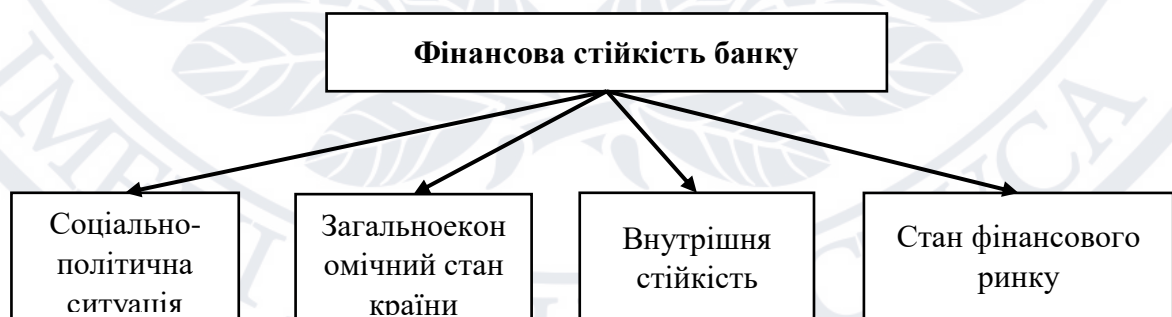 Фінансова стійкість банку
Соціально-
політична
ситуація
Загальноекон
омічний стан
країни
Внутрішня
стійкість
Стан фінансового
ринку